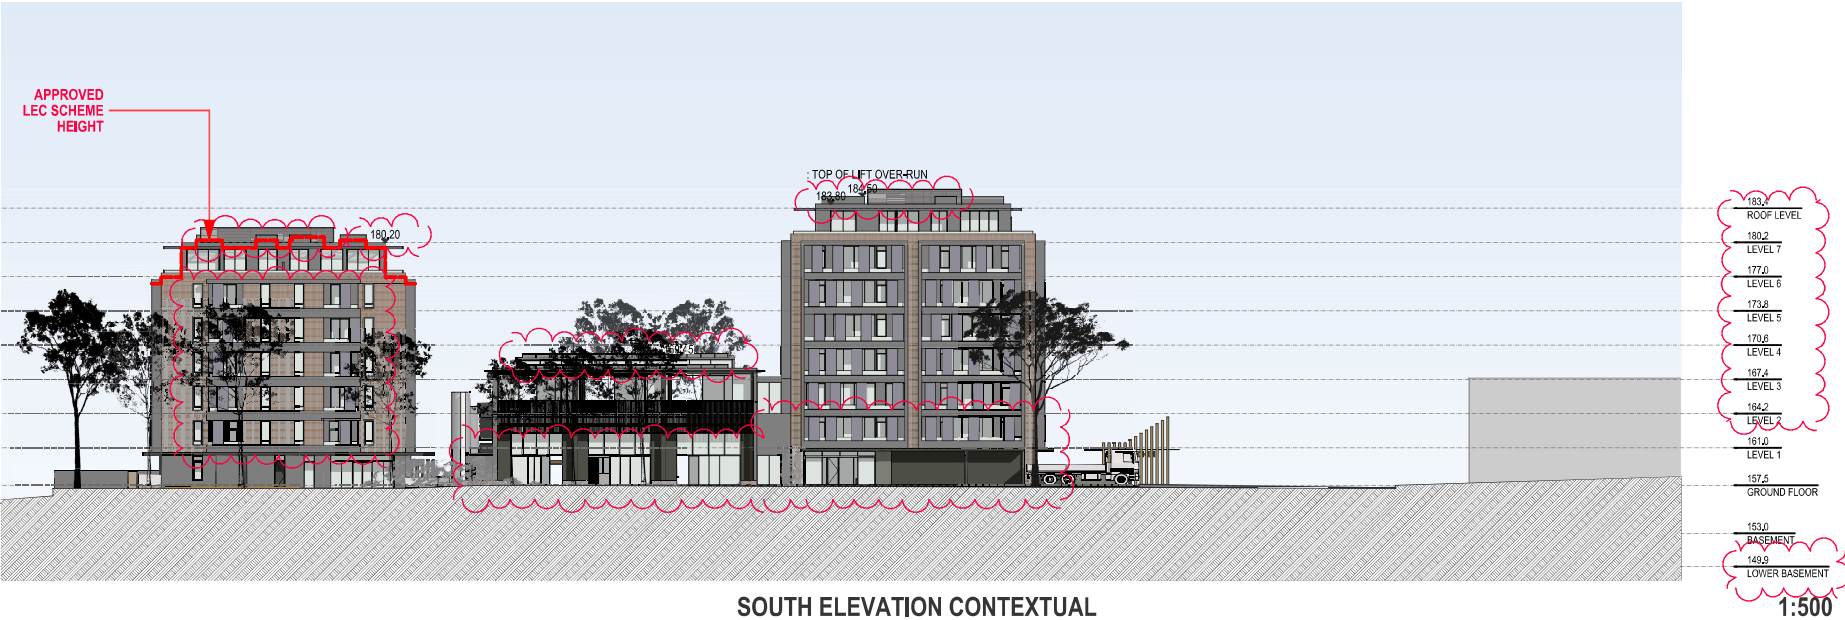 APPROVED
LEC SCHEME
HEIGHT
: TOP OF LIFT OVER-RUN
183.80
184.50
180.20
183.4
ROOF LEVEL
180.2
LEVEL 7
177.0
LEVEL 6
173.8
LEVEL 5
170.6
LEVEL 4
167.4
LEVEL 3
164.2
LEVEL 2
161.0
LEVEL 1
157.5
GROUND FLOOR
153.0
BASEMENT
149.9
LOWER BASEMENT
SOUTH ELEVATION CONTEXTUAL
1:500